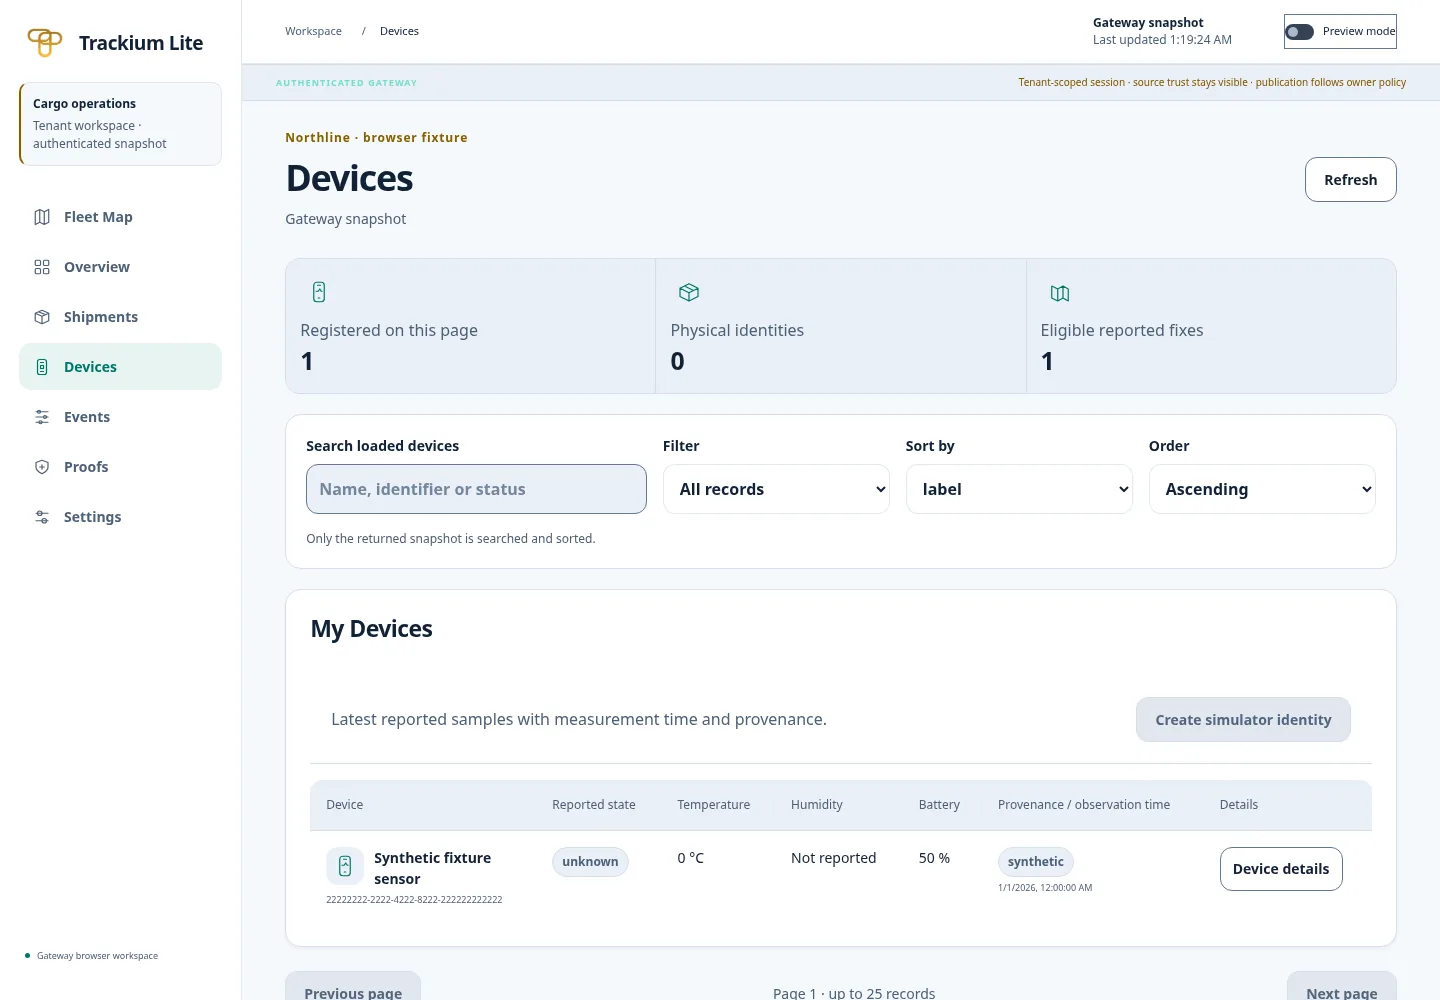 Trackium Lite
Cargo operations
Tenant workspace ·
authenticated snapshot
Fleet Map
Overview
Shipments
Devices
Events
Proofs
Settings
Gateway browser workspace
Workspace / Devices
Gateway snapshot
Last updated 1:19:24 AM
Preview mode
AUTHENTICATED GATEWAY
Tenant-scoped session · source trust stays visible · publication follows owner policy
Northline · browser fixture
Devices
Gateway snapshot
Refresh
Registered on this page
1
Physical identities
0
Eligible reported fixes
1
Search loaded devices
Name, identifier or status
Filter
All records
Sort by
label
Order
Ascending
Only the returned snapshot is searched and sorted.
My Devices
Latest reported samples with measurement time and provenance.
Create simulator identity
Device Reported state Temperature Humidity Battery Provenance / observation time Details
Synthetic fixture
sensor
22222222-2222-4222-8222-222222222222
unknown
0 °C
Not reported
50 %
synthetic
1/1/2026, 12:00:00 AM
Device details
Previous page
Page 1 · up to 25 records
Next page